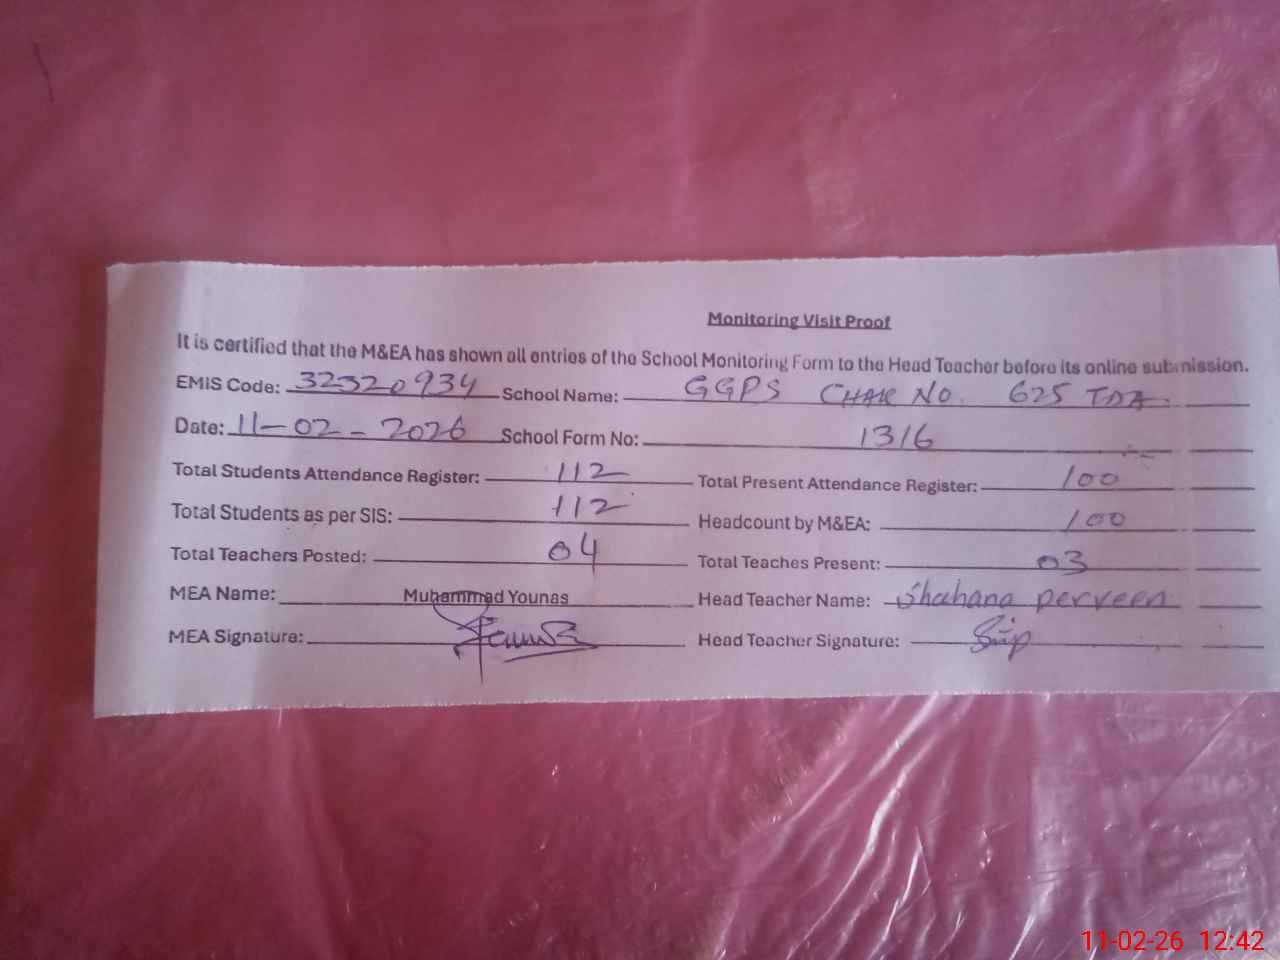 Monitoring Visit Proof
It is certified that the M&EA has shown all entries of the School Monitoring Form to the Head Teacher before its online submission.
EMIS Code: 32320934 School Name: GGPS CHAK NO. 625 TDA
Date: 11-02-2026 School Form No: 1316
Total Students Attendance Register: 112 Total Present Attendance Register: 100
Total Students as per SIS: 112 Headcount by M&EA: 100
Total Teachers Posted: 04 Total Teaches Present: 03
MEA Name: Muhammad Younas Head Teacher Name: Shahana perveen
MEA Signature: Head Teacher Signature:
11-02-26 12:42